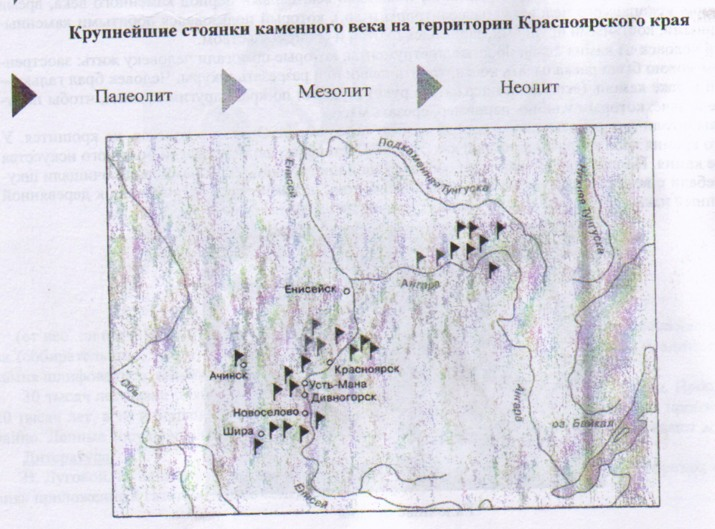 Крупнейшие стоянки каменного века на территории Красноярского края
Палеолит
Мезолит
Неолит
Енисей
Подкаменная Тунгуска
Нижняя Тунгуска
Ангара
Енисейск
Красноярск
Ачинск
Усть-Мана
Дивногорск
Обь
Новоселово
Шира
Ангара
оз. Байкал
Енисей